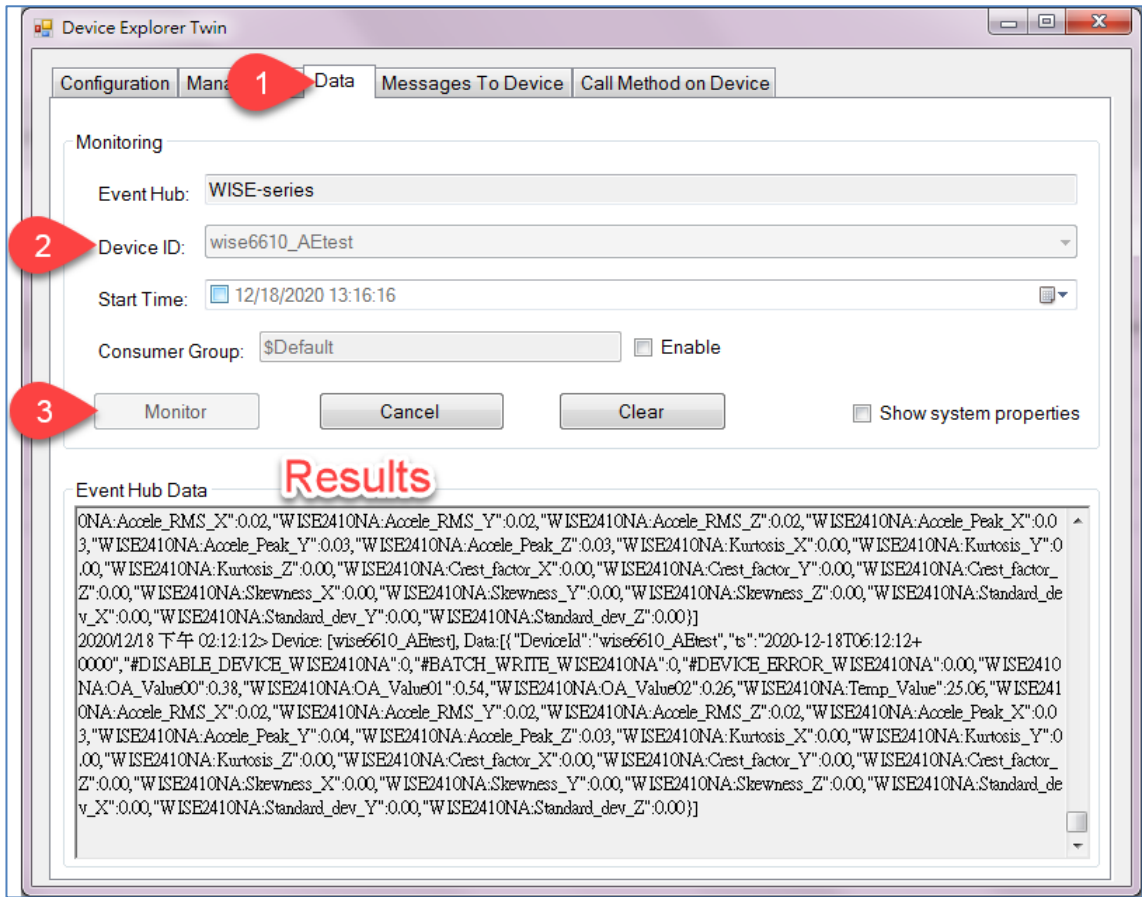 Device Explorer Twin
Configuration Mana 1 Data Messages To Device Call Method on Device
Monitoring
Event Hub: WISE-series
2 Device ID: wise6610_AEtest
Start Time: 12/18/2020 13:16:16
Consumer Group: $Default Enable
3 Monitor Cancel Clear Show system properties
Results
Event Hub Data
0NA:Accele_RMS_X":0.02,"WISE2410NA:Accele_RMS_Y":0.02,"WISE2410NA:Accele_RMS_Z":0.02,"WISE2410NA:Accele_Peak_X":0.0
3,"WISE2410NA:Accele_Peak_Y":0.03,"WISE2410NA:Accele_Peak_Z":0.03,"WISE2410NA:Kurtosis_X":0.00,"WISE2410NA:Kurtosis_Y":0
.00,"WISE2410NA:Kurtosis_Z":0.00,"WISE2410NA:Crest_factor_X":0.00,"WISE2410NA:Crest_factor_Y":0.00,"WISE2410NA:Crest_factor_
Z":0.00,"WISE2410NA:Skewness_X":0.00,"WISE2410NA:Skewness_Y":0.00,"WISE2410NA:Skewness_Z":0.00,"WISE2410NA:Standard_de
v_X":0.00,"WISE2410NA:Standard_dev_Y":0.00,"WISE2410NA:Standard_dev_Z":0.00}]
2020/12/18 下午 02:12:12> Device: [wise6610_AEtest], Data:[{"DeviceId":"wise6610_AEtest","ts":"2020-12-18T06:12:12+
0000","#DISABLE_DEVICE_WISE2410NA":0,"#BATCH_WRITE_WISE2410NA":0,"#DEVICE_ERROR_WISE2410NA":0.00,"WISE2410
NA:OA_Value00":0.38,"WISE2410NA:OA_Value01":0.54,"WISE2410NA:OA_Value02":0.26,"WISE2410NA:Temp_Value":25.06,"WISE241
0NA:Accele_RMS_X":0.02,"WISE2410NA:Accele_RMS_Y":0.02,"WISE2410NA:Accele_RMS_Z":0.02,"WISE2410NA:Accele_Peak_X":0.0
3,"WISE2410NA:Accele_Peak_Y":0.04,"WISE2410NA:Accele_Peak_Z":0.03,"WISE2410NA:Kurtosis_X":0.00,"WISE2410NA:Kurtosis_Y":0
.00,"WISE2410NA:Kurtosis_Z":0.00,"WISE2410NA:Crest_factor_X":0.00,"WISE2410NA:Crest_factor_Y":0.00,"WISE2410NA:Crest_factor_
Z":0.00,"WISE2410NA:Skewness_X":0.00,"WISE2410NA:Skewness_Y":0.00,"WISE2410NA:Skewness_Z":0.00,"WISE2410NA:Standard_de
v_X":0.00,"WISE2410NA:Standard_dev_Y":0.00,"WISE2410NA:Standard_dev_Z":0.00}]